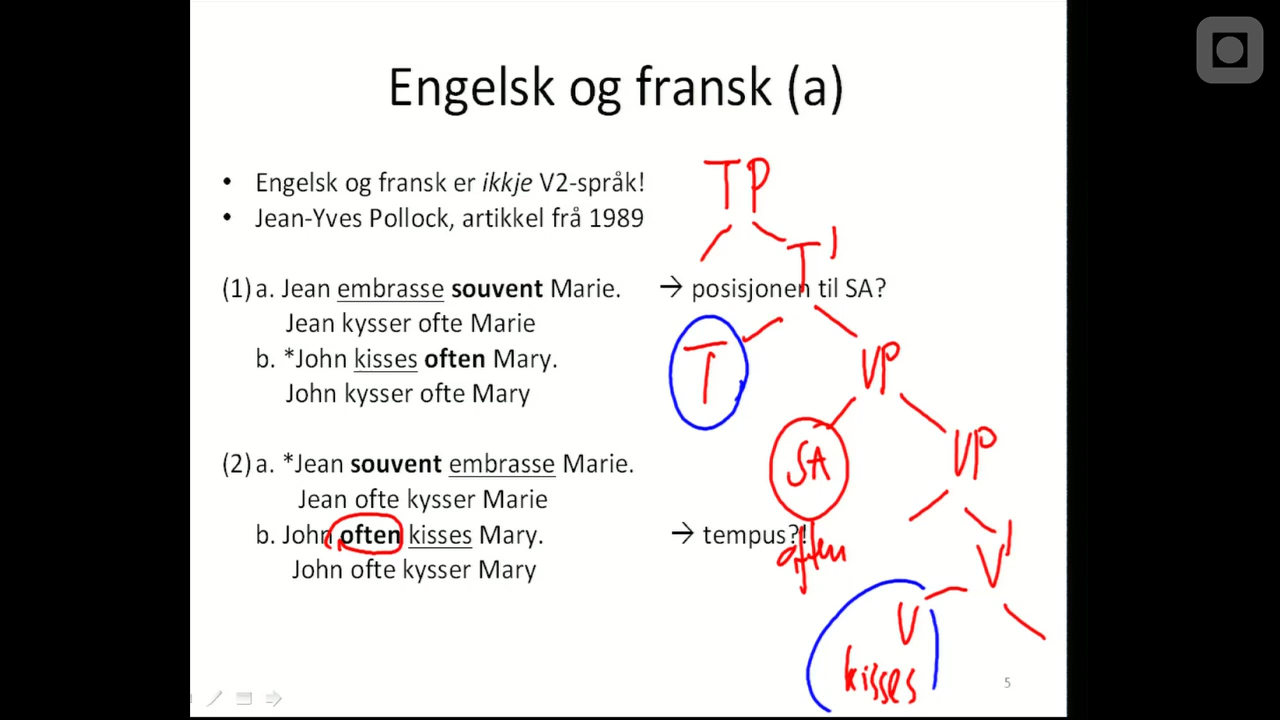 Engelsk og fransk (a)
• Engelsk og fransk er ikkje V2-språk!
• Jean-Yves Pollock, artikkel frå 1989
(1) a. Jean embrasse souvent Marie. → posisjonen til SA?
Jean kysser ofte Marie
b. *John kisses often Mary.
John kysser ofte Mary
(2) a. *Jean souvent embrasse Marie.
Jean ofte kysser Marie
b. John often kisses Mary. → tempus?!
John ofte kysser Mary
TP
T'
T
VP
SA
VP
often
V'
V
kisses
5